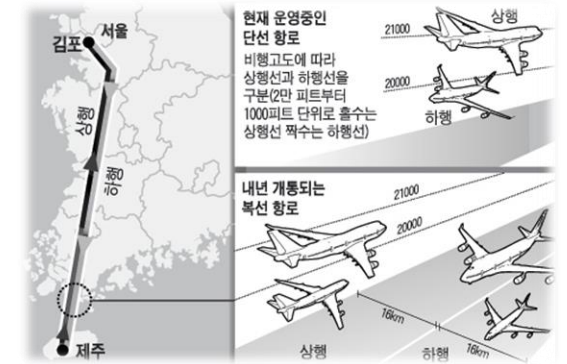 서울
김포
상행
하행
제주
현재 운영중인
단선 항로
비행고도에 따라
상행선과 하행선을
구분(2만 피트부터
1000피트 단위로 홀수는
상행선 짝수는 하행선)
21000
상행
20000
하행
내년 개통되는
복선 항로
21000
20000
16km
16km
상행
하행